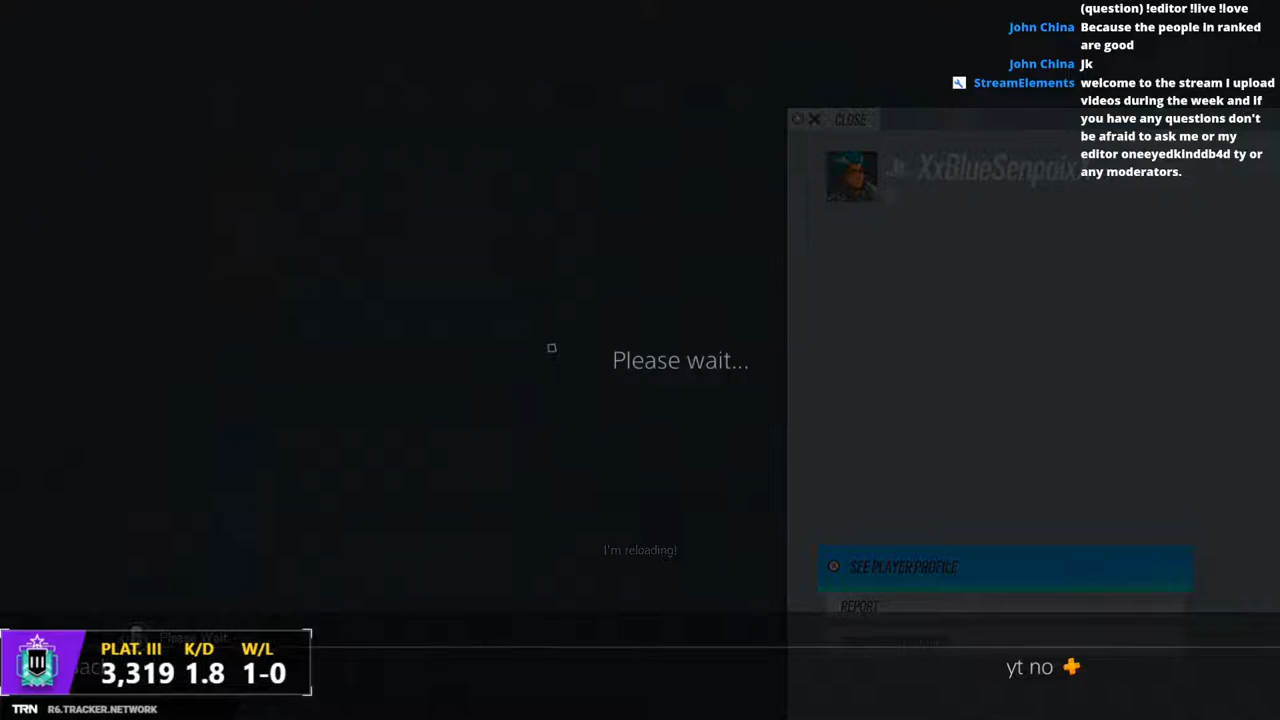 (question) !editor !live !love
John China Because the people in ranked
are good
John China Jk
StreamElements welcome to the stream I upload
videos during the week and if
you have any questions don't
be afraid to ask me or my
editor oneeyedkinddb4d ty or
any moderators.
CLOSE
XxBlueSenpaix
Please wait...
I'm reloading!
SEE PLAYER PROFILE
REPORT
Please Wait
PLAT. III K/D W/L
3,319 1.8 1-0
III
yt no
TRN R6.TRACKER.NETWORK